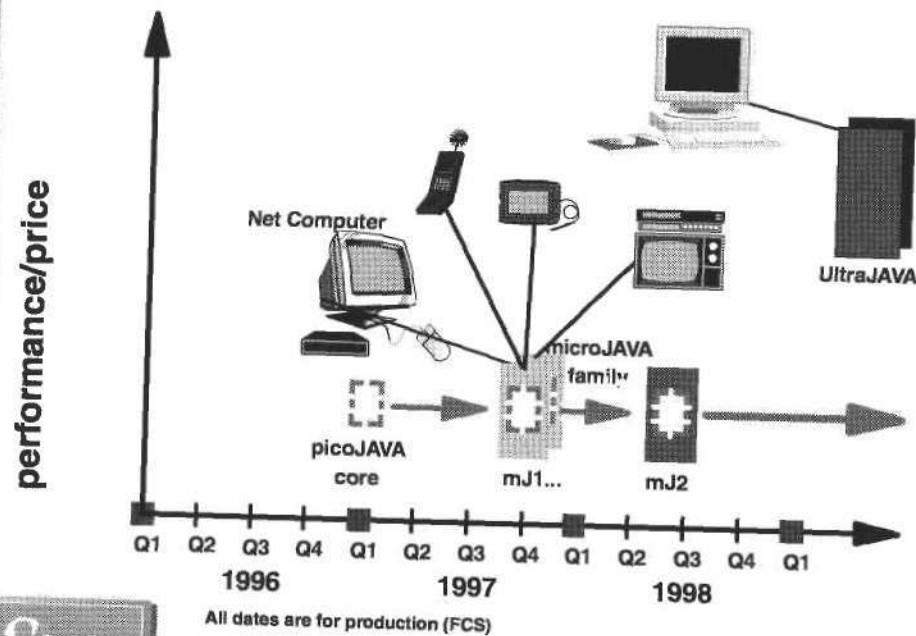 performance/price
Net Computer
UltraJAVA
microJAVA
family
picoJAVA
core
mJ1...
mJ2
Q1 Q2 Q3 Q4 Q1 Q2 Q3 Q4 Q1 Q2 Q3 Q4 Q1
1996 1997 1998
All dates are for production (FCS)